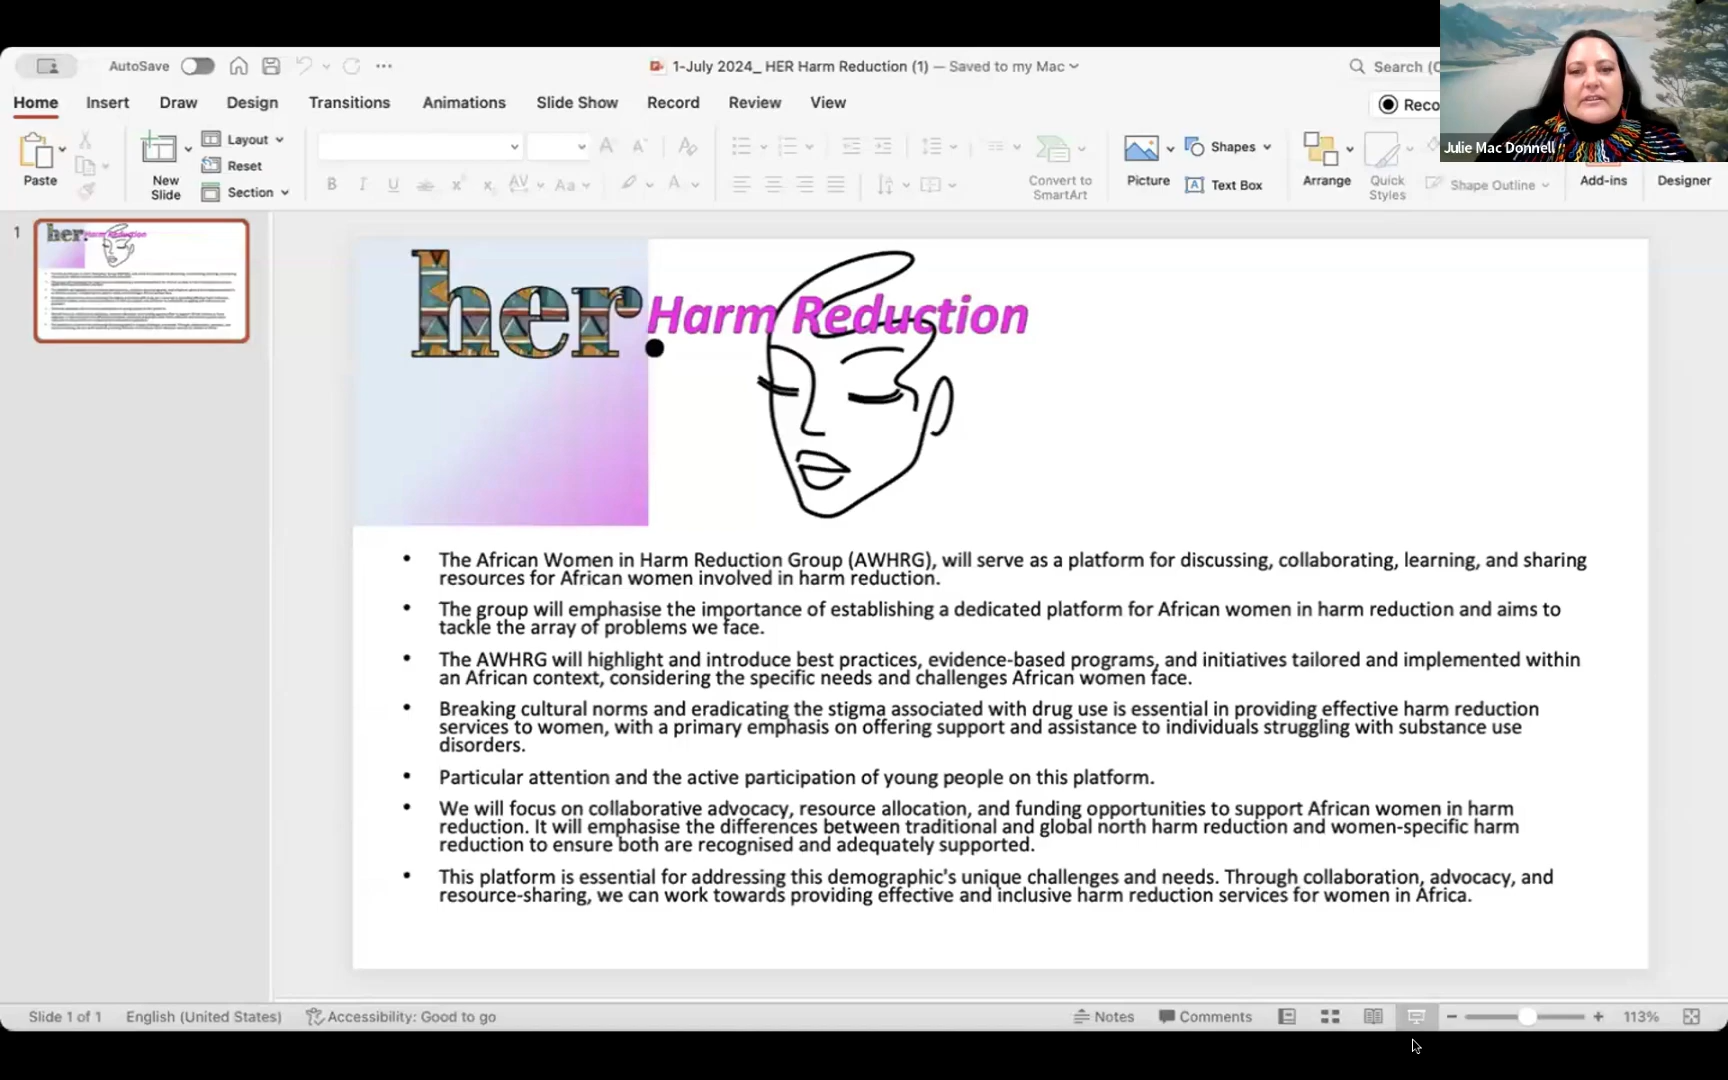 AutoSave
1-July 2024_ HER Harm Reduction (1) — Saved to my Mac
Search (
Home Insert Draw Design Transitions Animations Slide Show Record Review View
Reco
Julie Mac Donnell
Paste
New Slide
Layout
Reset
Section
B I U
Convert to SmartArt
Picture
Shapes
Text Box
Arrange
Quick Styles
Shape Outline
Add-ins
Designer
1
her. Harm Reduction
her. Harm Reduction
• The African Women in Harm Reduction Group (AWHRG), will serve as a platform for discussing, collaborating, learning, and sharing
resources for African women involved in harm reduction.
• The group will emphasise the importance of establishing a dedicated platform for African women in harm reduction and aims to
tackle the array of problems we face.
• The AWHRG will highlight and introduce best practices, evidence-based programs, and initiatives tailored and implemented within
an African context, considering the specific needs and challenges African women face.
• Breaking cultural norms and eradicating the stigma associated with drug use is essential in providing effective harm reduction
services to women, with a primary emphasis on offering support and assistance to individuals struggling with substance use
disorders.
• Particular attention and the active participation of young people on this platform.
• We will focus on collaborative advocacy, resource allocation, and funding opportunities to support African women in harm
reduction. It will emphasise the differences between traditional and global north harm reduction and women-specific harm
reduction to ensure both are recognised and adequately supported.
• This platform is essential for addressing this demographic's unique challenges and needs. Through collaboration, advocacy, and
resource-sharing, we can work towards providing effective and inclusive harm reduction services for women in Africa.
Slide 1 of 1 English (United States) Accessibility: Good to go Notes Comments 113%